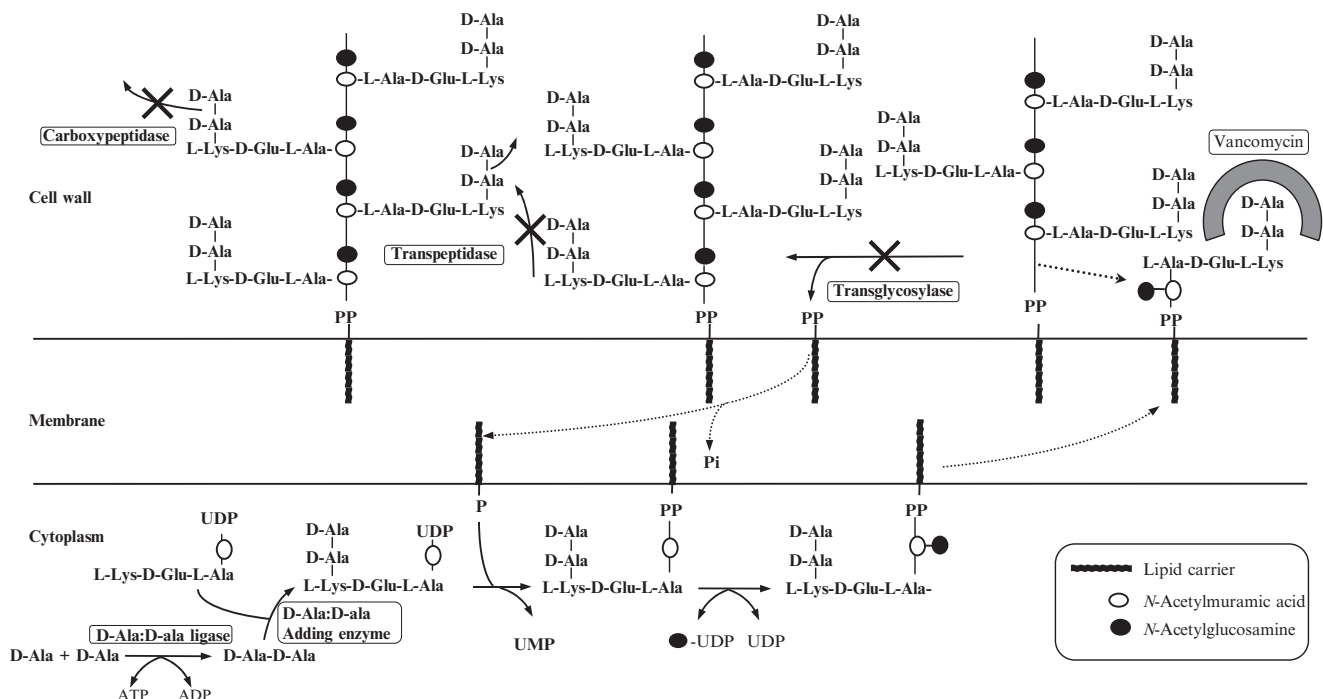 D-Ala
D-Ala
-L-Ala-D-Glu-L-Lys
D-Ala
D-Ala
-L-Ala-D-Glu-L-Lys
D-Ala
D-Ala
-L-Ala-D-Glu-L-Lys
Carboxypeptidase
D-Ala
D-Ala
L-Lys-D-Glu-L-Ala-
D-Ala
D-Ala
-L-Ala-D-Glu-L-Lys
D-Ala
D-Ala
L-Lys-D-Glu-L-Ala-
D-Ala
D-Ala
-L-Ala-D-Glu-L-Lys
D-Ala
D-Ala
L-Lys-D-Glu-L-Ala-
D-Ala
D-Ala
-L-Ala-D-Glu-L-Lys
Vancomycin
D-Ala
D-Ala
L-Ala-D-Glu-L-Lys
Cell wall
D-Ala
D-Ala
L-Lys-D-Glu-L-Ala-
Transpeptidase
D-Ala
D-Ala
L-Lys-D-Glu-L-Ala-
Transglycosylase
PP
PP
PP
PP
PP
Membrane
Pi
P
PP
PP
Cytoplasm
UDP
L-Lys-D-Glu-L-Ala
D-Ala
D-Ala
L-Lys-D-Glu-L-Ala
UDP
D-Ala
D-Ala
L-Lys-D-Glu-L-Ala
D-Ala
D-Ala
L-Lys-D-Glu-L-Ala-
D-Ala:D-ala
Adding enzyme
UMP
-UDP
UDP
D-Ala:D-ala ligase
D-Ala + D-Ala
D-Ala-D-Ala
ATP
ADP
Lipid carrier
N-Acetylmuramic acid
N-Acetylglucosamine